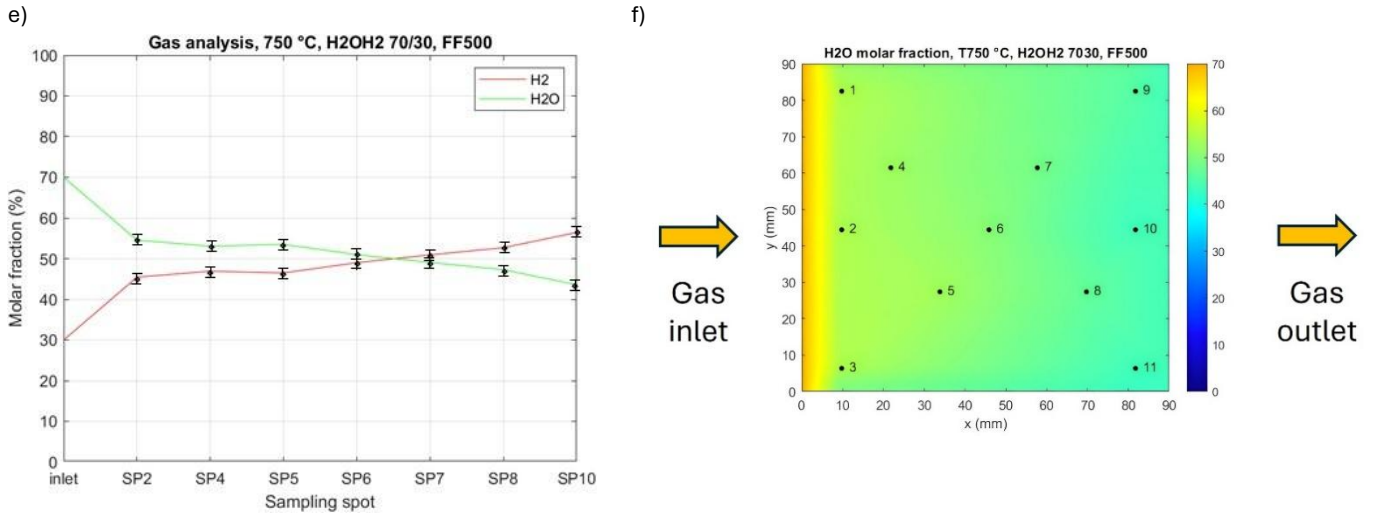 e)
Gas analysis, 750 °C, H2OH2 70/30, FF500
100
90
80
70
60
50
40
30
20
10
0
Molar fraction (%)
H2
H2O
inlet SP2 SP4 SP5 SP6 SP7 SP8 SP10
Sampling spot
f)
H2O molar fraction, T750 °C, H2OH2 7030, FF500
Gas
inlet
90
80
70
60
50
40
30
20
10
0
y (mm)
1
9
4
7
2
6
10
5
8
3
11
0 10 20 30 40 50 60 70 80 90
x (mm)
70
60
50
40
30
20
10
0
Gas
outlet